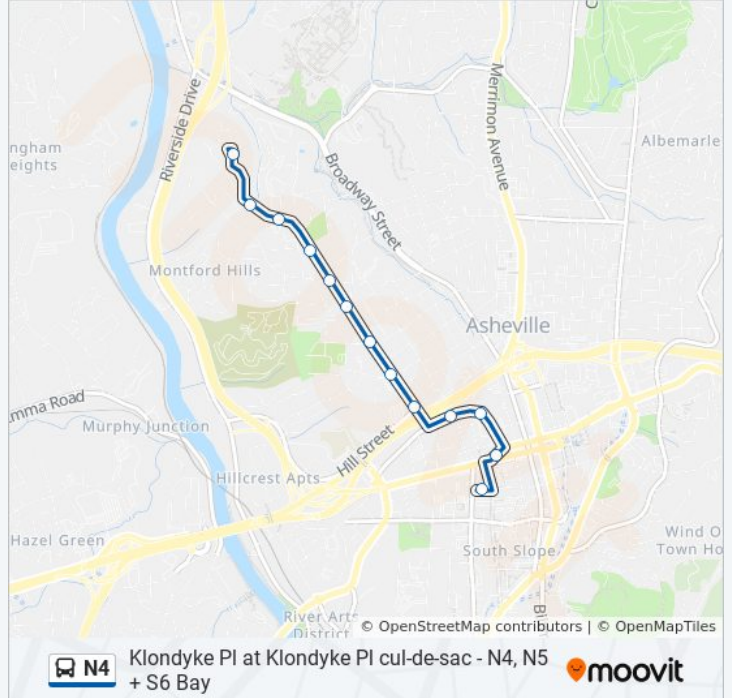 C
Riverside Drive
Merrimon Avenue
ngham
eights
Albemarle
Broadway Street
Montford Hills
Asheville
mma Road
Murphy Junction
Hill Street
Hillcrest Apts
Hazel Green
South Slope
Wind O
Town Ho
River Arts
District
© OpenStreetMap contributors | © OpenMapTiles
N4
Klondyke Pl at Klondyke Pl cul-de-sac - N4, N5
+ S6 Bay
moovit